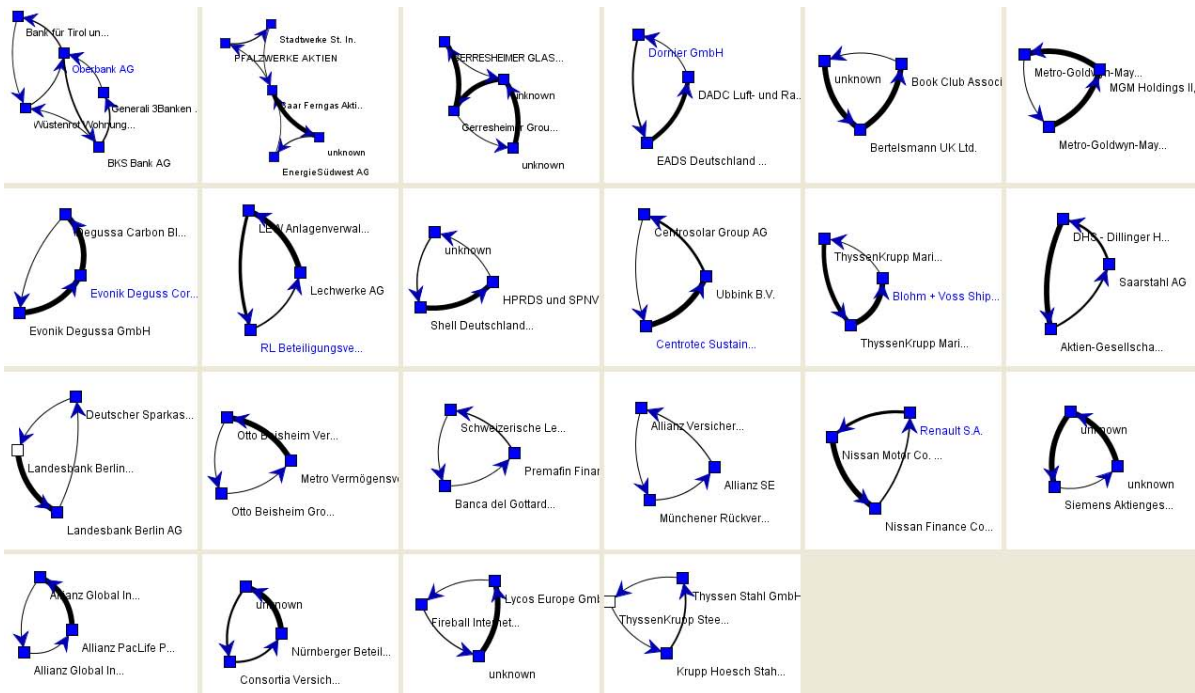 Bank für Tirol un...
Oberbank AG
Generali 3Banken
Wüstenrot Wohnung...
BKS Bank AG
Stadtwerke St. In.
PFALZWERKE AKTIEN
Saar Ferngas Akti..
unknown
EnergieSüdwest AG
GERRESHEIMER GLAS...
unknown
Gerresheimer Grou...
unknown
Dornier GmbH
DADC Luft- und Ra...
EADS Deutschland ...
unknown
Book Club Associ
Bertelsmann UK Ltd.
Metro-Goldwyn-May...
MGM Holdings II,
Metro-Goldwyn-May...
Degussa Carbon Bl...
Evonik Deguss Cor...
Evonik Degussa GmbH
LEW Anlagenverwal...
Lechwerke AG
RL Beteiligungsve...
unknown
HPRDS und SPNV
Shell Deutschland...
Centrosolar Group AG
Ubbink B.V.
Centrotec Sustain...
ThyssenKrupp Mari...
Blohm + Voss Ship...
ThyssenKrupp Mari...
DHS - Dillinger H...
Saarstahl AG
Aktien-Gesellscha...
Deutscher Sparkas...
Landesbank Berlin...
Landesbank Berlin AG
Otto Beisheim Ver...
Metro Vermögensv
Otto Beisheim Gro...
Schweizerische Le...
Premafin Finar
Banca del Gottard...
Allianz Versicher...
Allianz SE
Münchener Rückver...
Renault S.A.
Nissan Motor Co. ...
Nissan Finance Co...
unknown
unknown
Siemens Aktienges...
Allianz Global In...
Allianz PacLife P...
Allianz Global In...
unknown
Nürnberger Beteil...
Consortia Versich...
Lycos Europe Gmb
Fireball Internet...
unknown
Thyssen Stahl GmbH
ThyssenKrupp Stee...
Krupp Hoesch Stah...